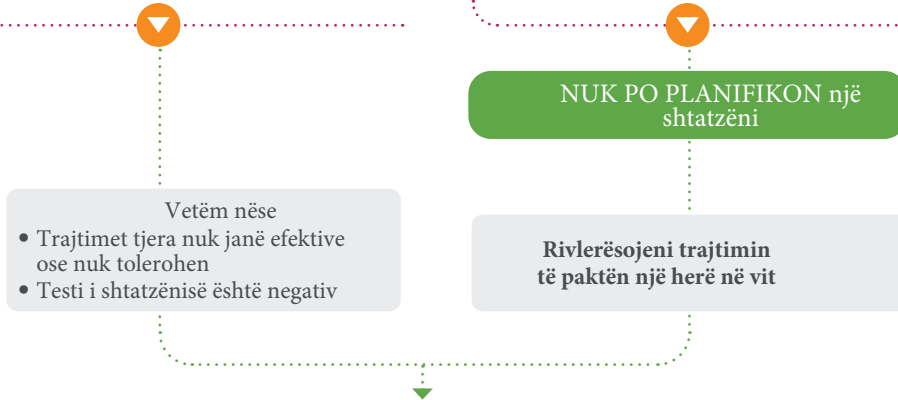 NUK PO PLANIFIKON një
shtatzëni
Vetëm nëse
• Trajtimet tjera nuk janë efektive
ose nuk tolerohen
• Testi i shtatzënisë është negativ
Rivlerësojeni trajtimin
të paktën një herë në vit